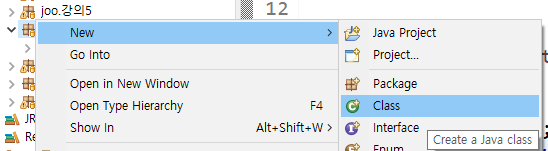 joo.강의5
12
New
Go Into
Open in New Window
Open Type Hierarchy F4
Show In Alt+Shift+W
Java Project
Project...
Package
Class
Interface
Create a Java class
Enum
JR
Re